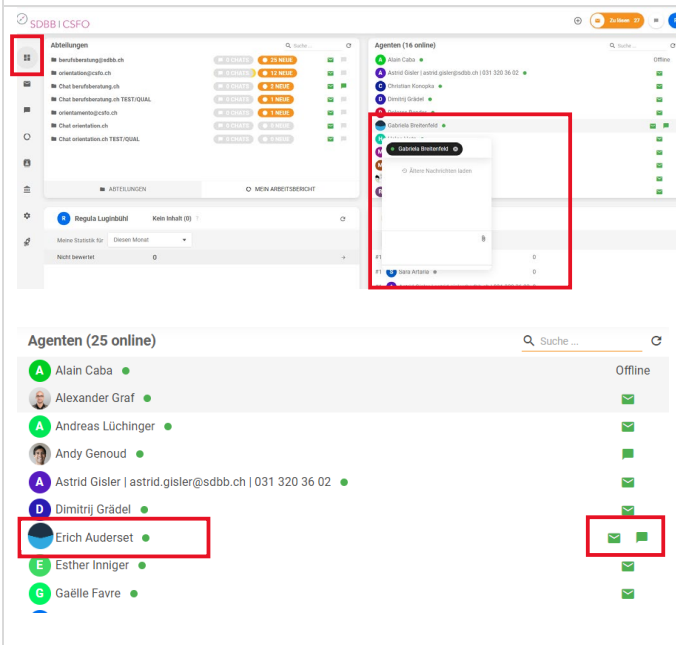 SDBB I CSFO
Zu lösen 37
Abteilungen
Suche ...
berufsberatung@sdbb.ch
0 CHATS
25 NEUE
orientation@csfo.ch
0 CHATS
12 NEUE
Chat berufsberatung.ch
0 CHATS
2 NEUE
Chat berufsberatung.ch TEST/QUAL
0 CHATS
1 NEUE
orientamento@csfo.ch
0 CHATS
1 NEUE
Chat orientation.ch
0 CHATS
0 NEUE
Chat orientation.ch TEST/QUAL
0 CHATS
0 NEUE
ABTEILUNGEN
MEIN ARBEITSBERICHT
R
Regula Luginbühl
Kein Inhalt (0)
Meine Statistik für
Diesen Monat
Nicht bewertet
0
Agenten (16 online)
Suche ...
Alain Caba
Offline
Astrid Gisler | astrid.gisler@sdbb.ch | 031 320 36 02
Christian Konopka
Dimitrij Grädel
Gabriela Breitenfeld
Gabriela Breitenfeld
Ältere Nachrichten laden
#1
0
#1
Sara Artaria
0
Agenten (25 online)
Suche ...
A Alain Caba
Offline
Alexander Graf
A Andreas Lüchinger
Andy Genoud
A Astrid Gisler | astrid.gisler@sdbb.ch | 031 320 36 02
D Dimitrij Grädel
Erich Auderset
E Esther Inniger
G Gaëlle Favre